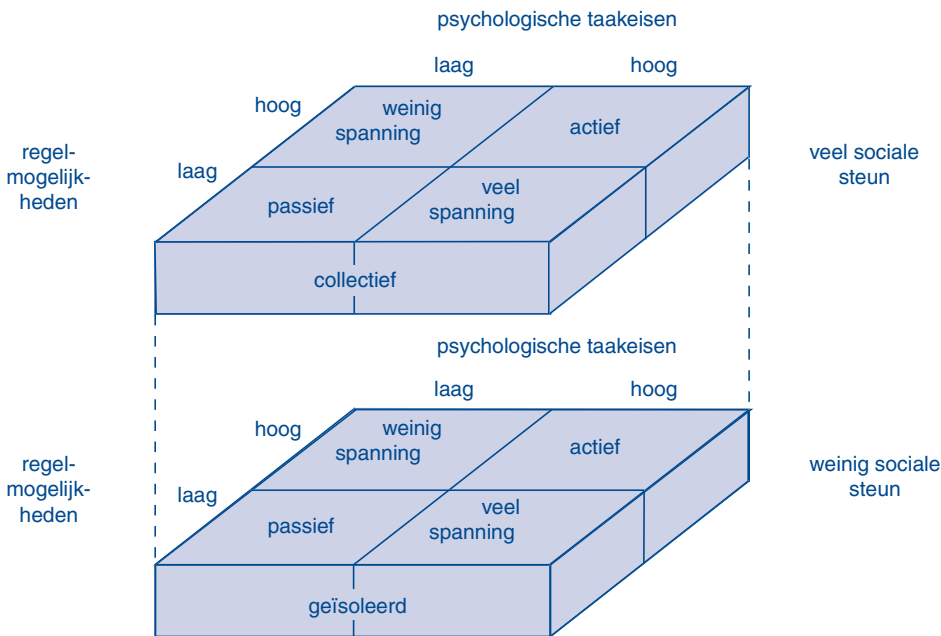 psychologische taakeisen
laag hoog
hoog
weinig
spanning
actief
regel-
mogelijk-
heden
laag
veel sociale
steun
passief
veel
spanning
collectief
psychologische taakeisen
laag hoog
hoog
weinig
spanning
actief
regel-
mogelijk-
heden
laag
weinig sociale
steun
passief
veel
spanning
geïsoleerd